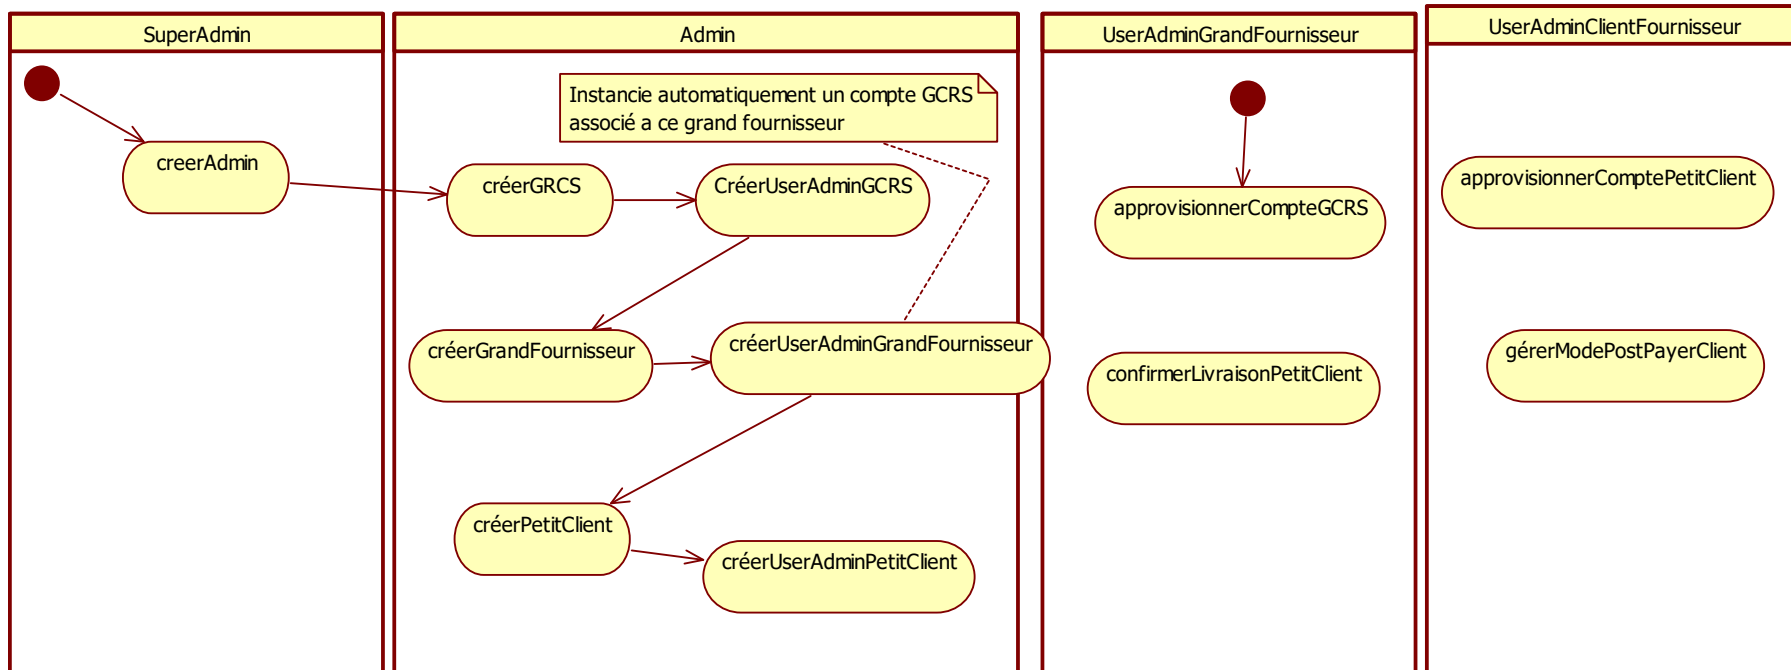 SuperAdmin
Admin
UserAdminGrandFournisseur
UserAdminClientFournisseur
Instancie automatiquement un compte GCRS
associé a ce grand fournisseur
creerAdmin
créerGRCS
CréerUserAdminGCRS
approvisionnerCompteGCRS
approvisionnerComptePetitClient
créerGrandFournisseur
créerUserAdminGrandFournisseur
confirmerLivraisonPetitClient
gérerModePostPayerClient
créerPetitClient
créerUserAdminPetitClient